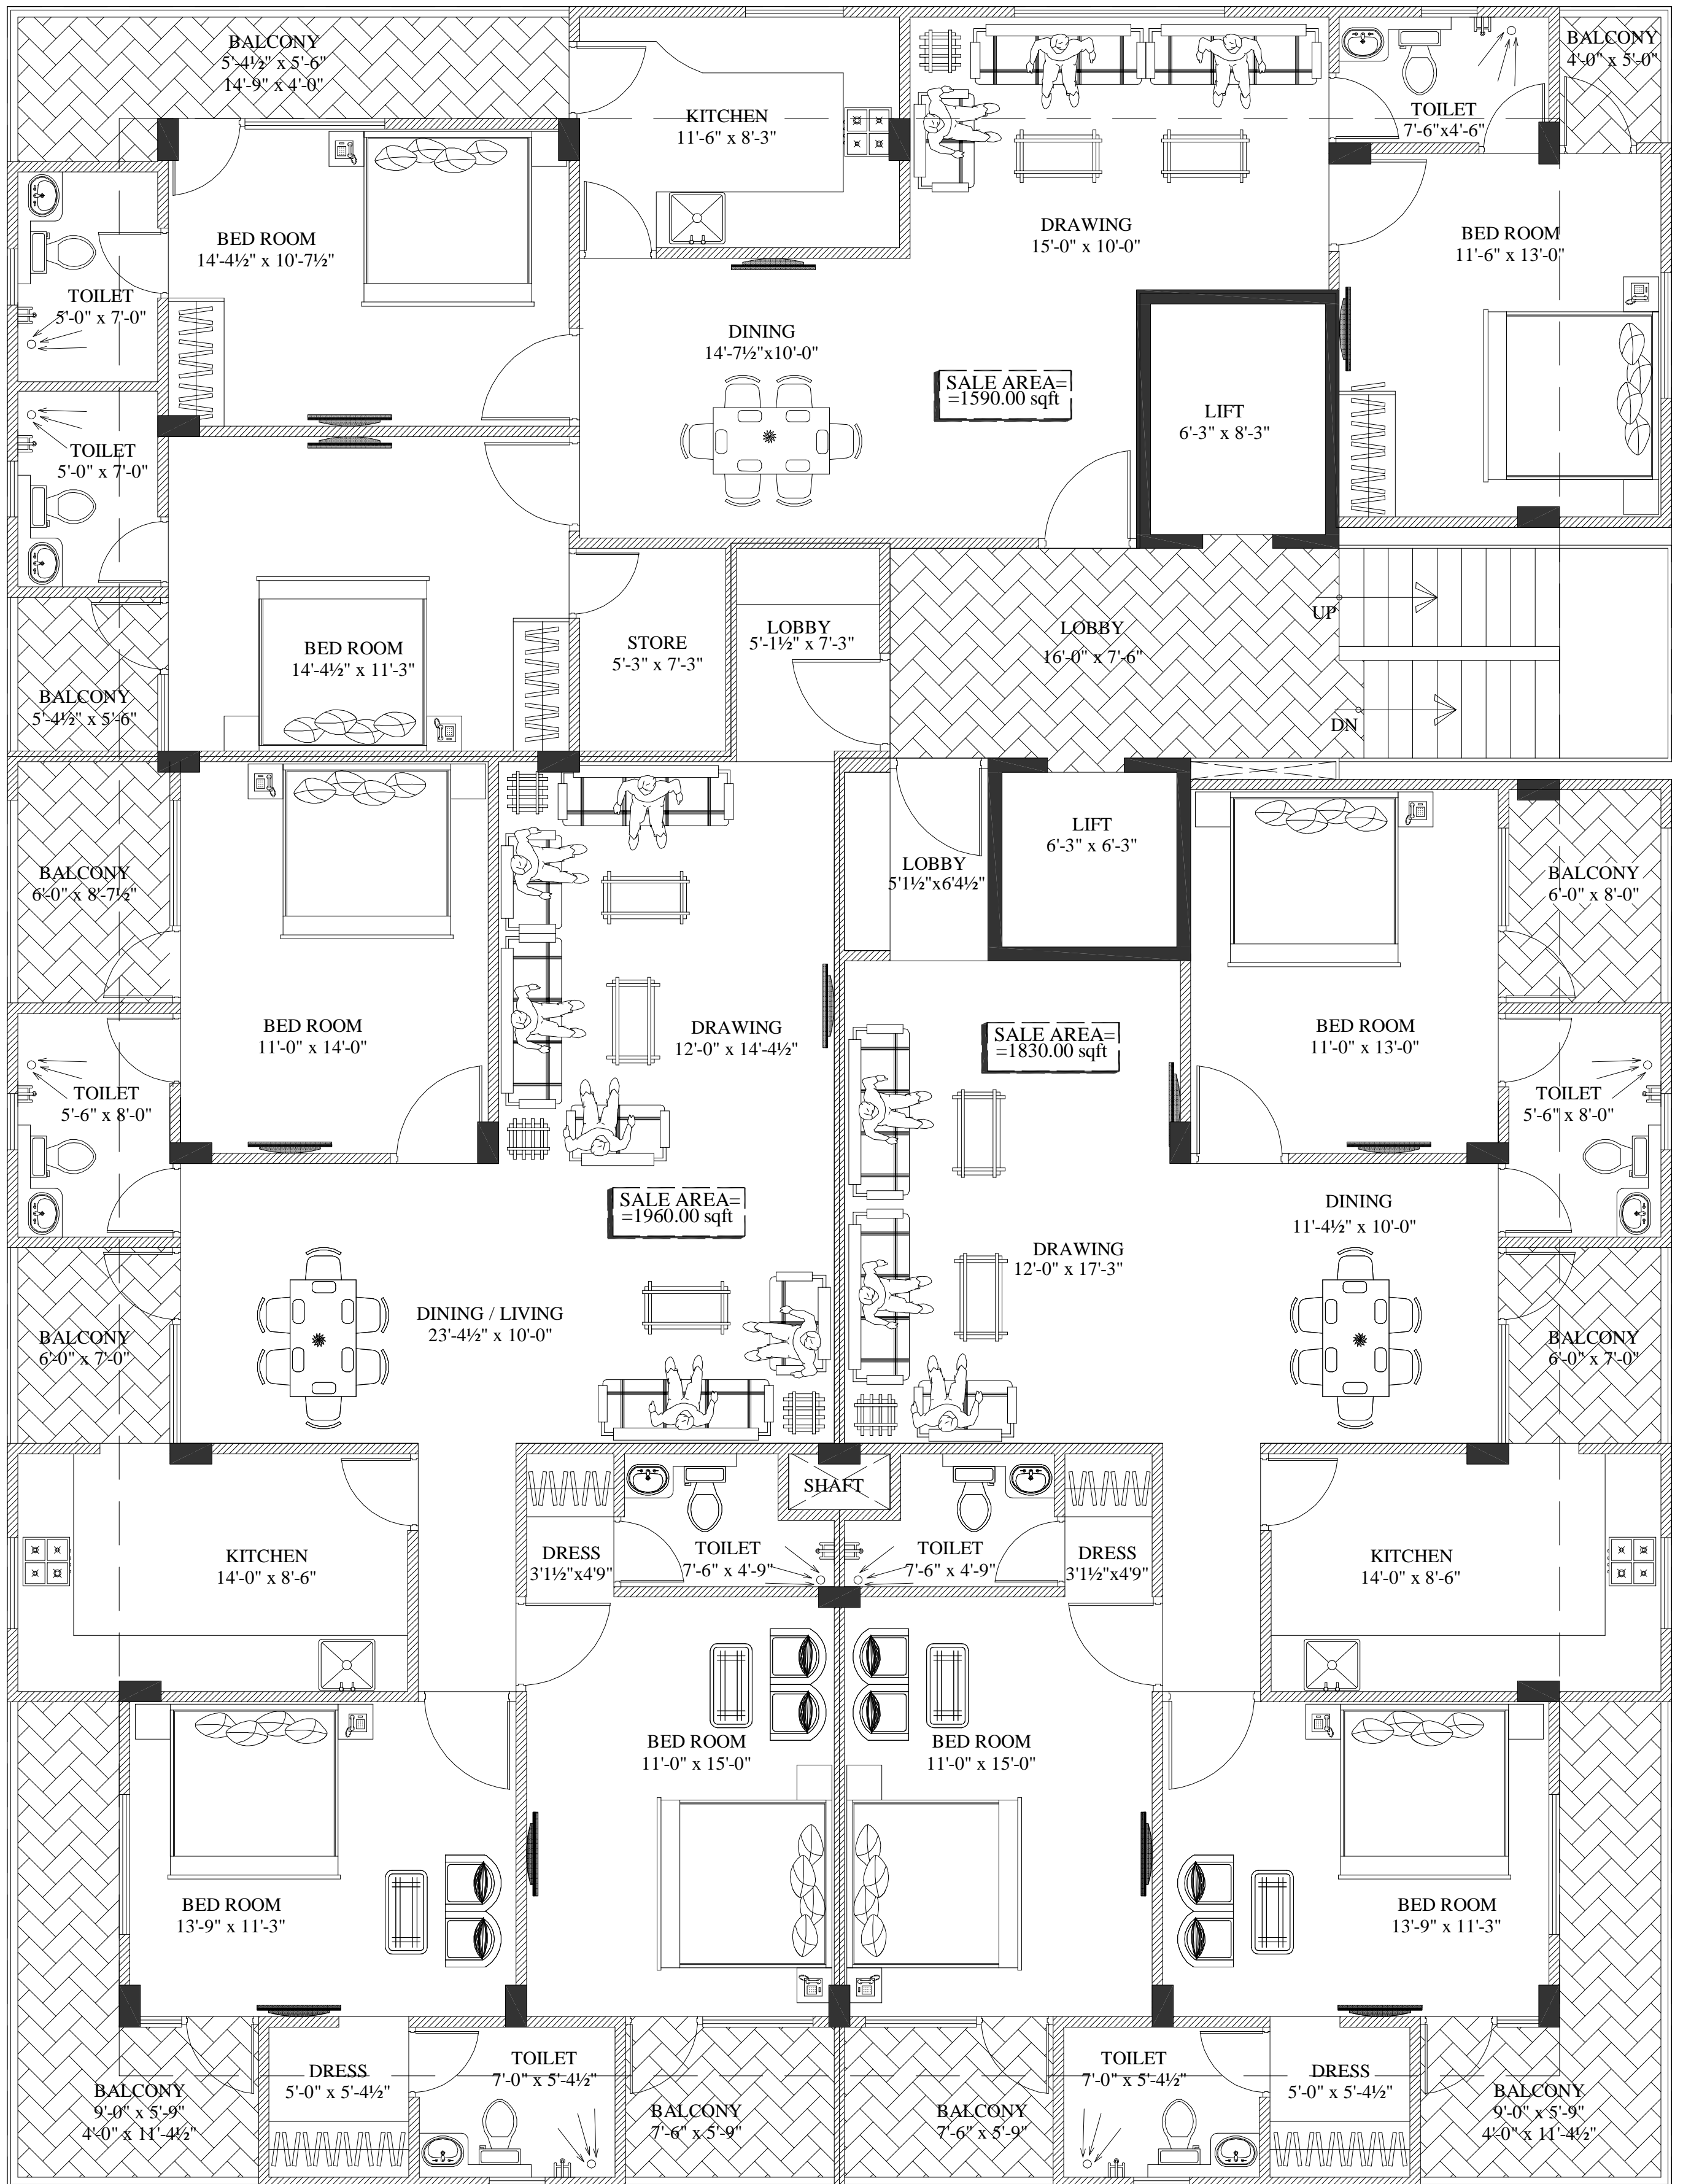 BALCONY
5'-4½" x 5'-6"
14'-9" x 4'-0"
KITCHEN
11'-6" x 8'-3"
DRAWING
15'-0" x 10'-0"
TOILET
7'-6"x4'-6"
BALCONY
4'-0" x 5'-0"
BED ROOM
14'-4½" x 10'-7½"
BED ROOM
11'-6" x 13'-0"
TOILET
5'-0" x 7'-0"
DINING
14'-7½"x10'-0"
SALE AREA=
=1590.00 sqft
LIFT
6'-3" x 8'-3"
TOILET
5'-0" x 7'-0"
BED ROOM
14'-4½" x 11'-3"
STORE
5'-3" x 7'-3"
LOBBY
5'-1½" x 7'-3"
LOBBY
16'-0" x 7'-6"
UP
DN
BALCONY
5'-4½" x 5'-6"
BALCONY
6'-0" x 8'-7½"
LOBBY
5'1½"x6'4½"
LIFT
6'-3" x 6'-3"
BALCONY
6'-0" x 8'-0"
BED ROOM
11'-0" x 14'-0"
DRAWING
12'-0" x 14'-4½"
SALE AREA=
=1830.00 sqft
BED ROOM
11'-0" x 13'-0"
TOILET
5'-6" x 8'-0"
TOILET
5'-6" x 8'-0"
SALE AREA=
=1960.00 sqft
DINING
11'-4½" x 10'-0"
DRAWING
12'-0" x 17'-3"
DINING / LIVING
23'-4½" x 10'-0"
BALCONY
6'-0" x 7'-0"
BALCONY
6'-0" x 7'-0"
SHAFT
KITCHEN
14'-0" x 8'-6"
DRESS
3'1½"x4'9"
TOILET
7'-6" x 4'-9"
TOILET
7'-6" x 4'-9"
DRESS
3'1½"x4'9"
KITCHEN
14'-0" x 8'-6"
BED ROOM
11'-0" x 15'-0"
BED ROOM
11'-0" x 15'-0"
BED ROOM
13'-9" x 11'-3"
BED ROOM
13'-9" x 11'-3"
BALCONY
9'-0" x 5'-9"
4'-0" x 11'-4½"
DRESS
5'-0" x 5'-4½"
TOILET
7'-0" x 5'-4½"
BALCONY
7'-6" x 5'-9"
BALCONY
7'-6" x 5'-9"
TOILET
7'-0" x 5'-4½"
DRESS
5'-0" x 5'-4½"
BALCONY
9'-0" x 5'-9"
4'-0" x 11'-4½"